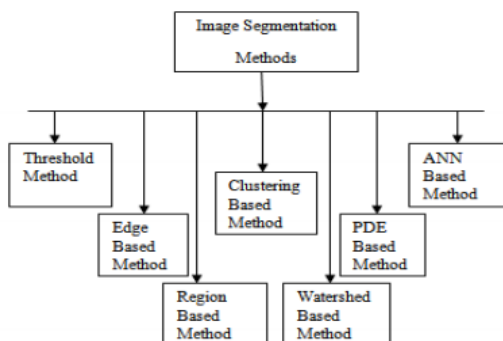 Image Segmentation
Methods
Threshold
Method
Edge
Based
Method
Region
Based
Method
Clustering
Based
Method
Watershed
Based
Method
PDE
Based
Method
ANN
Based
Method